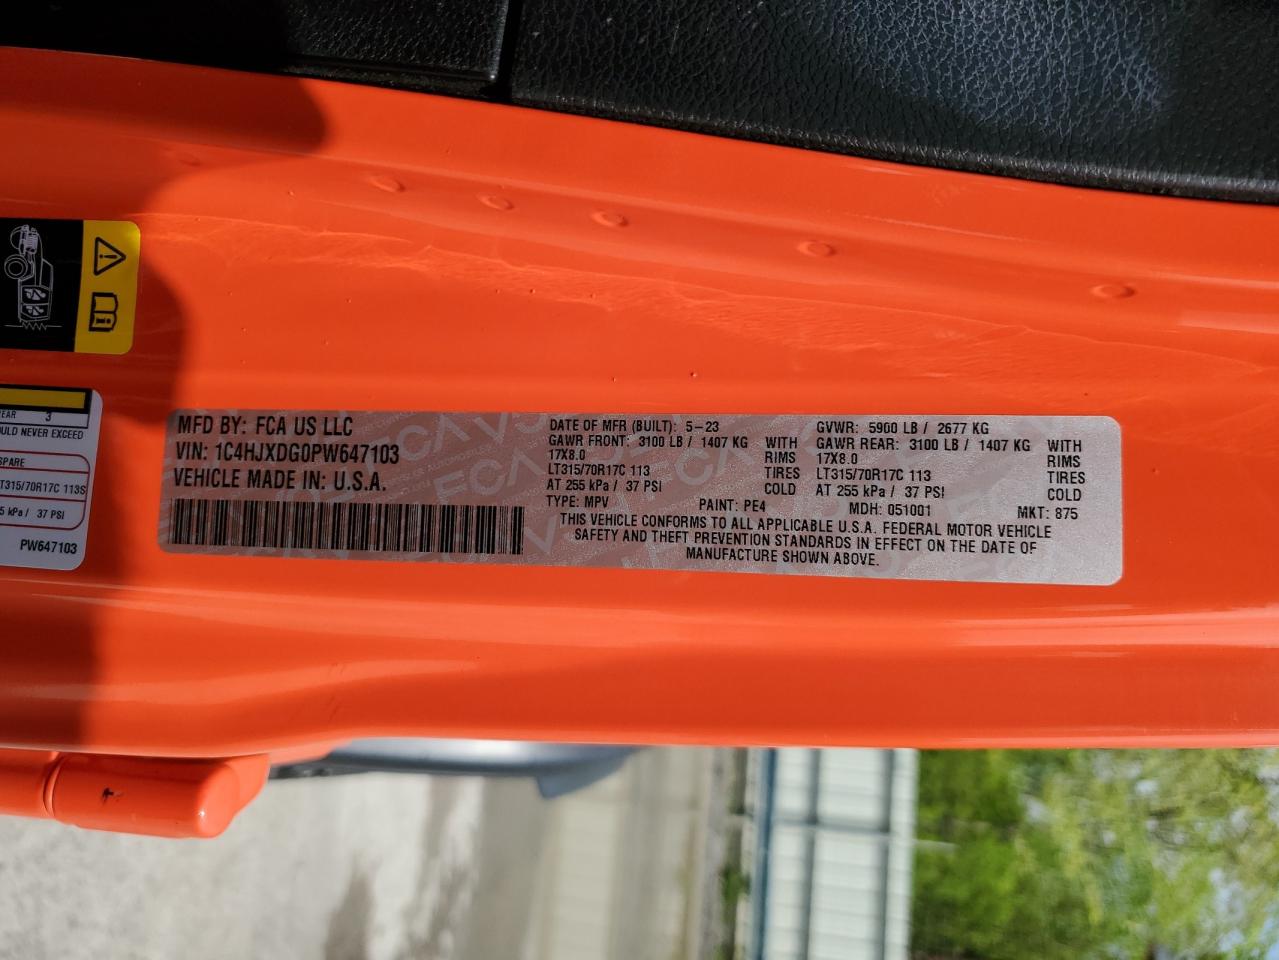 MFD BY: FCA US LLC
VIN: 1C4HJXDG0PW647103
VEHICLE MADE IN: U.S.A.
DATE OF MFR (BUILT): 5-23 GVWR: 5900 LB / 2677 KG
GAWR FRONT: 3100 LB / 1407 KG WITH GAWR REAR: 3100 LB / 1407 KG WITH
17X8.0 RIMS 17X8.0 RIMS
LT315/70R17C 113 TIRES LT315/70R17C 113 TIRES
AT 255 kPa / 37 PSI COLD AT 255 kPa / 37 PSI COLD
TYPE: MPV PAINT: PE4 MDH: 051001 MKT: 875
THIS VEHICLE CONFORMS TO ALL APPLICABLE U.S.A. FEDERAL MOTOR VEHICLE
SAFETY AND THEFT PREVENTION STANDARDS IN EFFECT ON THE DATE OF
MANUFACTURE SHOWN ABOVE.
EAR 3
OULD NEVER EXCEED
SPARE
LT315/70R17C 113S
5 kPa / 37 PSI
PW647103